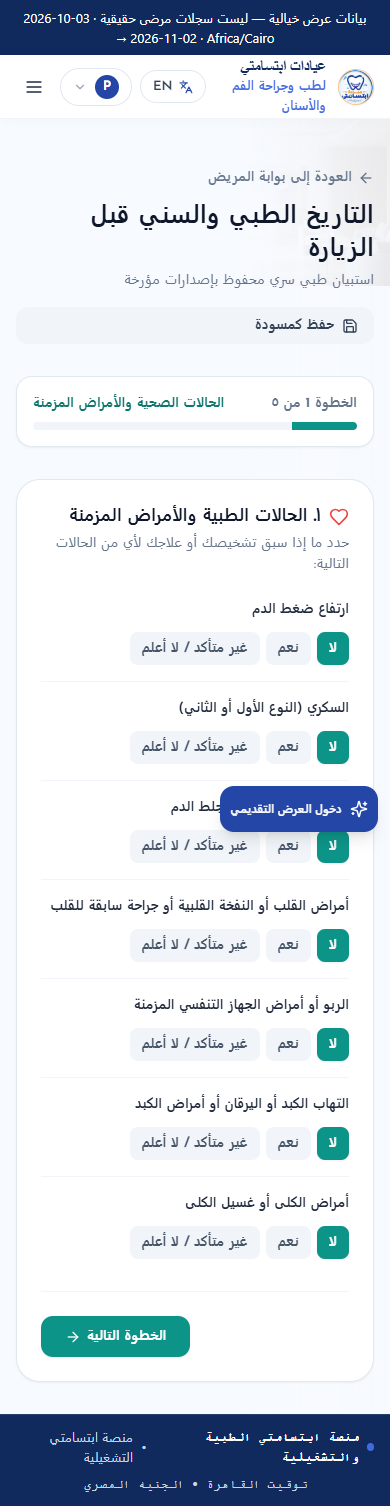 بيانات عرض خيالية — ليست سجلات مرضى حقيقية · 03-10-2026
→ 2026-11-02 · Africa/Cairo
عيادات ابتسامتي
لطب وجراحة الفم
والأسنان
EN
P
العودة إلى بوابة المريض
التاريخ الطبي والسني قبل
الزيارة
استبيان طبي سري محفوظ بإصدارات مؤرخة
حفظ كمسودة
الخطوة 1 من ٥
الحالات الصحية والأمراض المزمنة
١. الحالات الطبية والأمراض المزمنة
حدد ما إذا سبق تشخيصك أو علاجك لأي من الحالات
التالية:
ارتفاع ضغط الدم
لا نعم غير متأكد / لا أعلم
السكري (النوع الأول أو الثاني)
لا نعم غير متأكد / لا أعلم
دخول العرض التقديمي
الدم
لا نعم غير متأكد / لا أعلم
أمراض القلب أو النفخة القلبية أو جراحة سابقة للقلب
لا نعم غير متأكد / لا أعلم
الربو أو أمراض الجهاز التنفسي المزمنة
لا نعم غير متأكد / لا أعلم
التهاب الكبد أو اليرقان أو أمراض الكبد
لا نعم غير متأكد / لا أعلم
أمراض الكلى أو غسيل الكلى
لا نعم غير متأكد / لا أعلم
الخطوة التالية →
منصة ابتسامتي الطبية
والتشغيلية
• منصة ابتسامتي
التشغيلية
توقيت القاهرة • الجنيه المصري